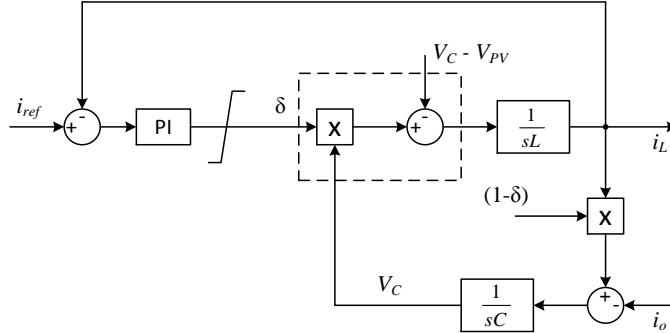 V_C - V_PV
i_ref
+
-
PI
δ
X
+
-
1
sL
i_L
(1-δ)
X
V_C
1
sC
+
-
i_o